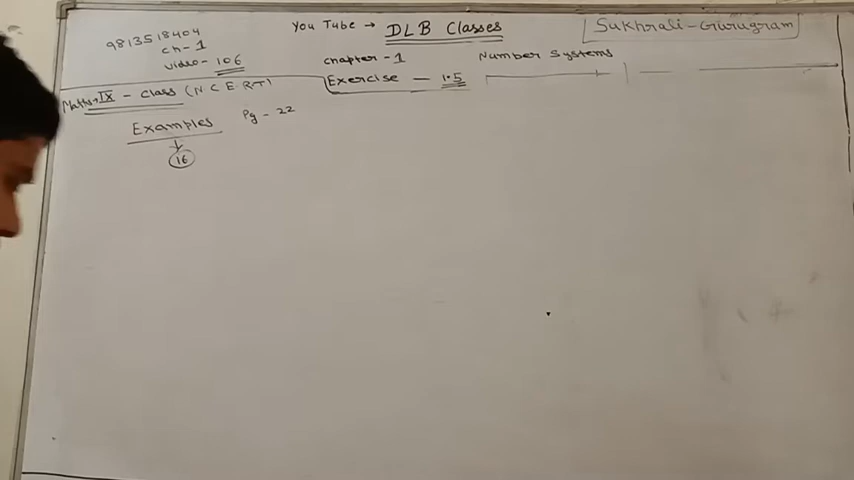 9813518404
ch-1
video- 106
You Tube → DLB Classes
Sukhrali-Gurugram
chapter -1 Number Systems
Exercise — 1.5
Maths-IX - Class (N C E R T)
Examples Pg - 22
16